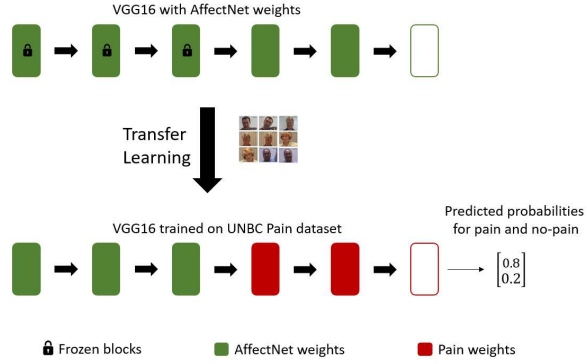 VGG16 with AffectNet weights
Transfer
Learning
VGG16 trained on UNBC Pain dataset
Predicted probabilities
for pain and no-pain
[0.8
0.2]
Frozen blocks
AffectNet weights
Pain weights